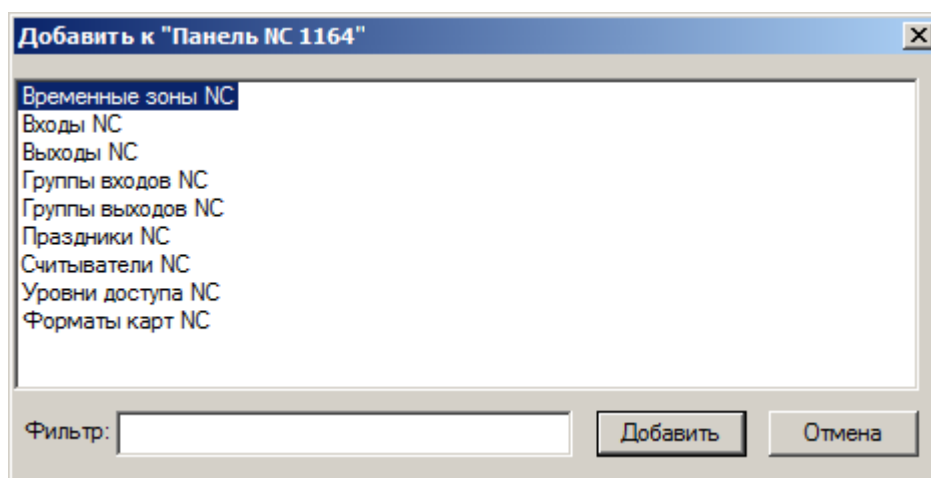 Добавить к "Панель NC 1164"
Временные зоны NC
Входы NC
Выходы NC
Группы входов NC
Группы выходов NC
Праздники NC
Считыватели NC
Уровни доступа NC
Форматы карт NC
Фильтр: Добавить Отмена